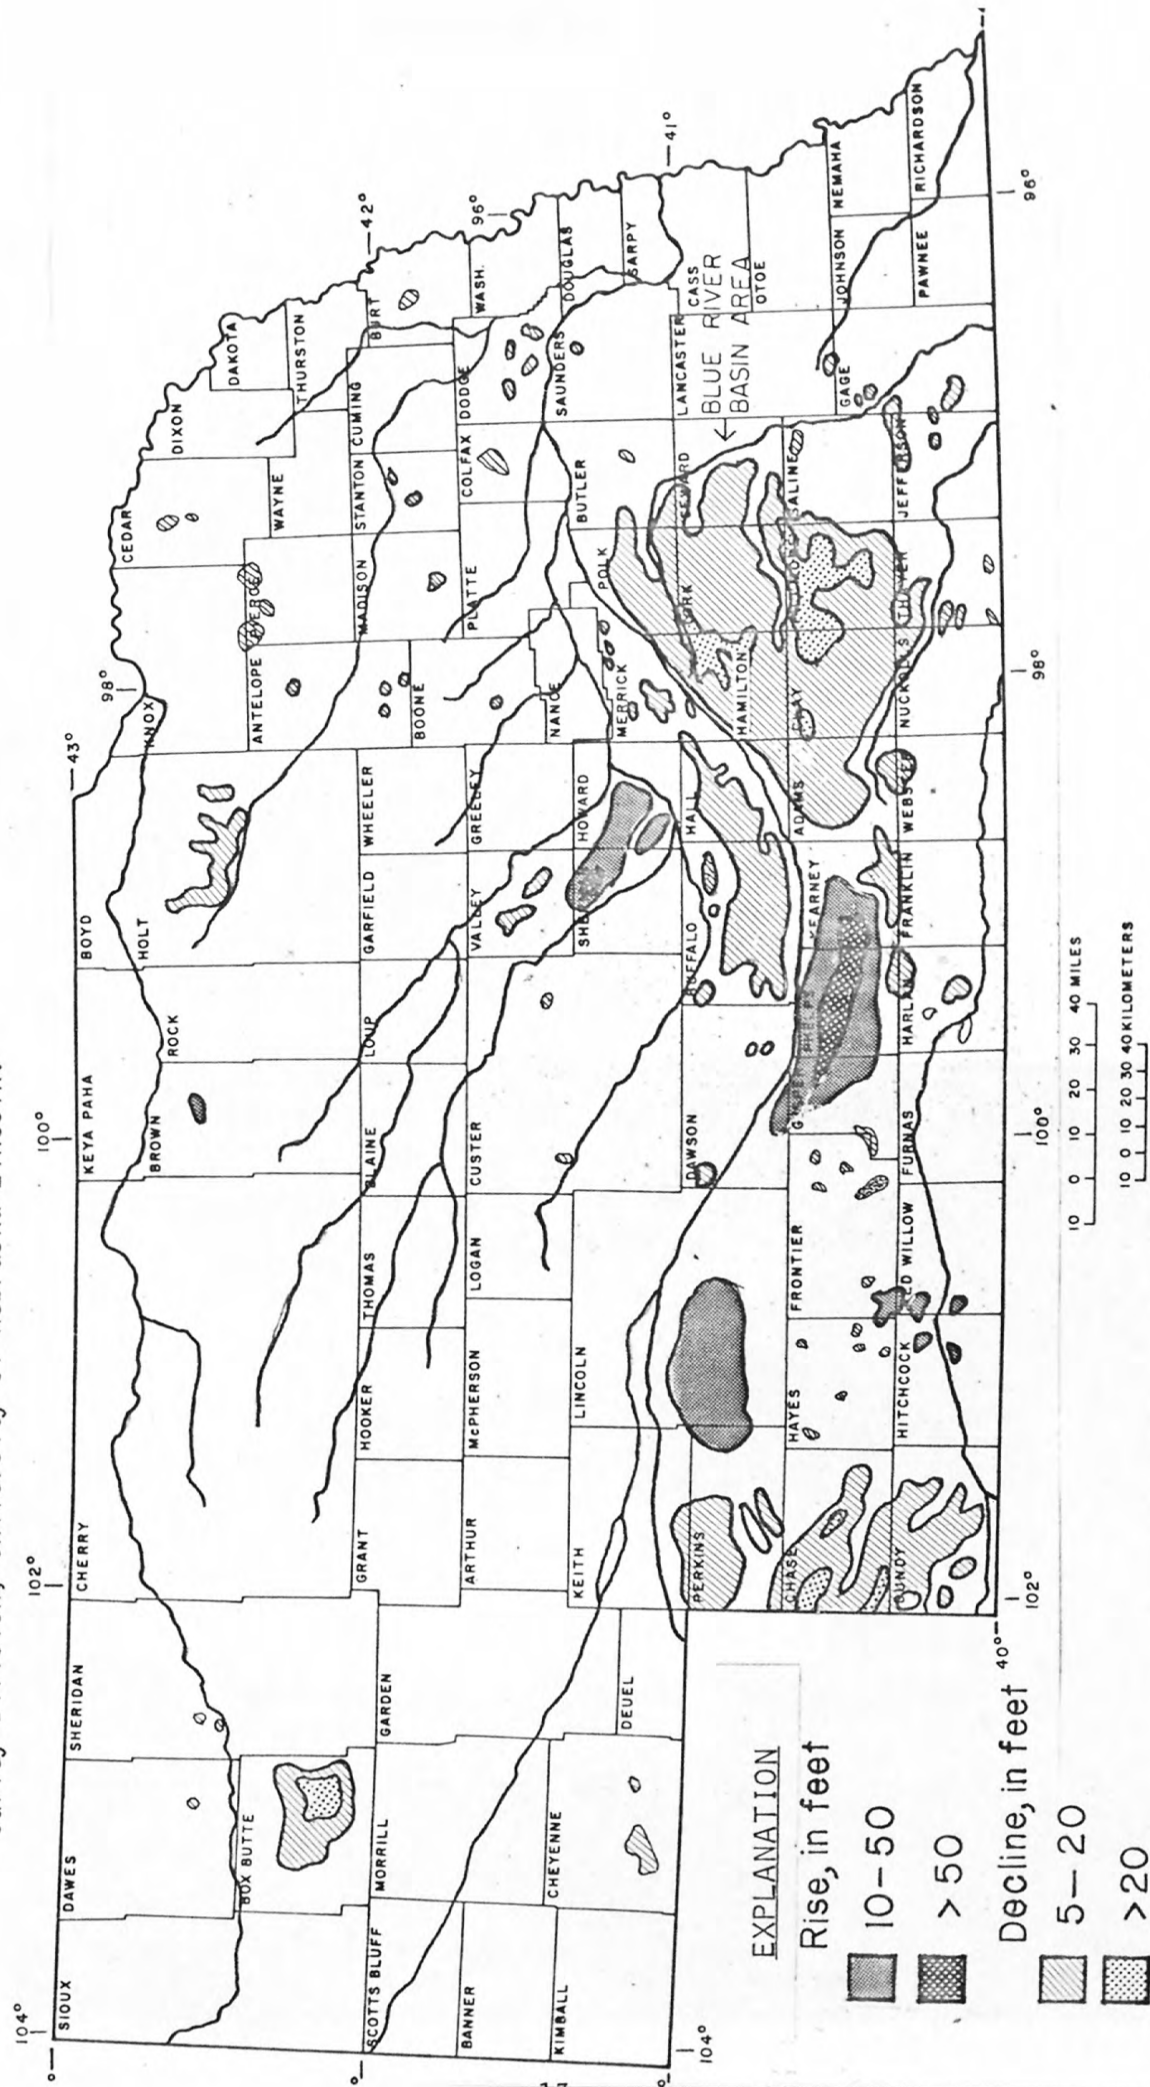 104°
102°
100°
98°
43°
42°
96°
41°
SIOUX
DAWES
SHERIDAN
CHERRY
KEYA PAHA
BOYD
BROWN
ROCK
HOLT
KNOX
CEDAR
DIXON
DAKOTA
BOX BUTTE
ANTELOPE
WAYNE
THURSTON
SCOTTS BLUFF
MORRILL
GARDEN
GRANT
HOOKER
THOMAS
BLAINE
LOUP
GARFIELD
WHEELER
BOONE
MADISON
STANTON
CUMING
BURT
BANNER
ARTHUR
McPHERSON
LOGAN
CUSTER
VALLEY
GREELEY
PLATTE
COLFAX
DODGE
WASH.
KIMBALL
CHEYENNE
DEUEL
KEITH
LINCOLN
HOWARD
NANCE
MERRICK
POLK
BUTLER
SAUNDERS
DOUGLAS
SARPY
PERKINS
DAWSON
BUFFALO
HALL
HAMILTON
YORK
SEWARD
LANCASTER
CASS
OTOE
BLUE RIVER
BASIN AREA
CHASE
HAYES
FRONTIER
PHELPS
KEARNEY
ADAMS
CLAY
SALINE
GAGE
JOHNSON
NEMAHA
DUNDY
HITCHCOCK
RED WILLOW
FURNAS
HARLAN
FRANKLIN
WEBSTER
NUCKOLLS
THAYER
JEFFERSON
PAWNEE
RICHARDSON
104°
40°
102°
100°
98°
96°
10 0 10 20 30 40 MILES
10 0 10 20 30 40 KILOMETERS
EXPLANATION
Rise, in feet
10-50
>50
Decline, in feet
5-20
>20